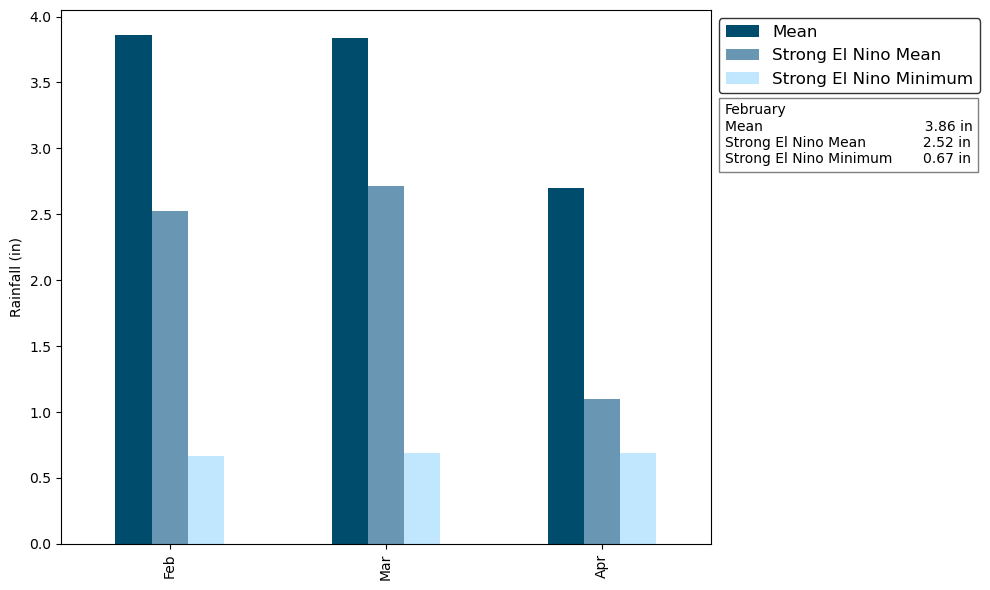 Rainfall (in)
4.0
3.5
3.0
2.5
2.0
1.5
1.0
0.5
0.0
Feb
Mar
Apr
Mean
Strong El Nino Mean
Strong El Nino Minimum
February
Mean 3.86 in
Strong El Nino Mean 2.52 in
Strong El Nino Minimum 0.67 in